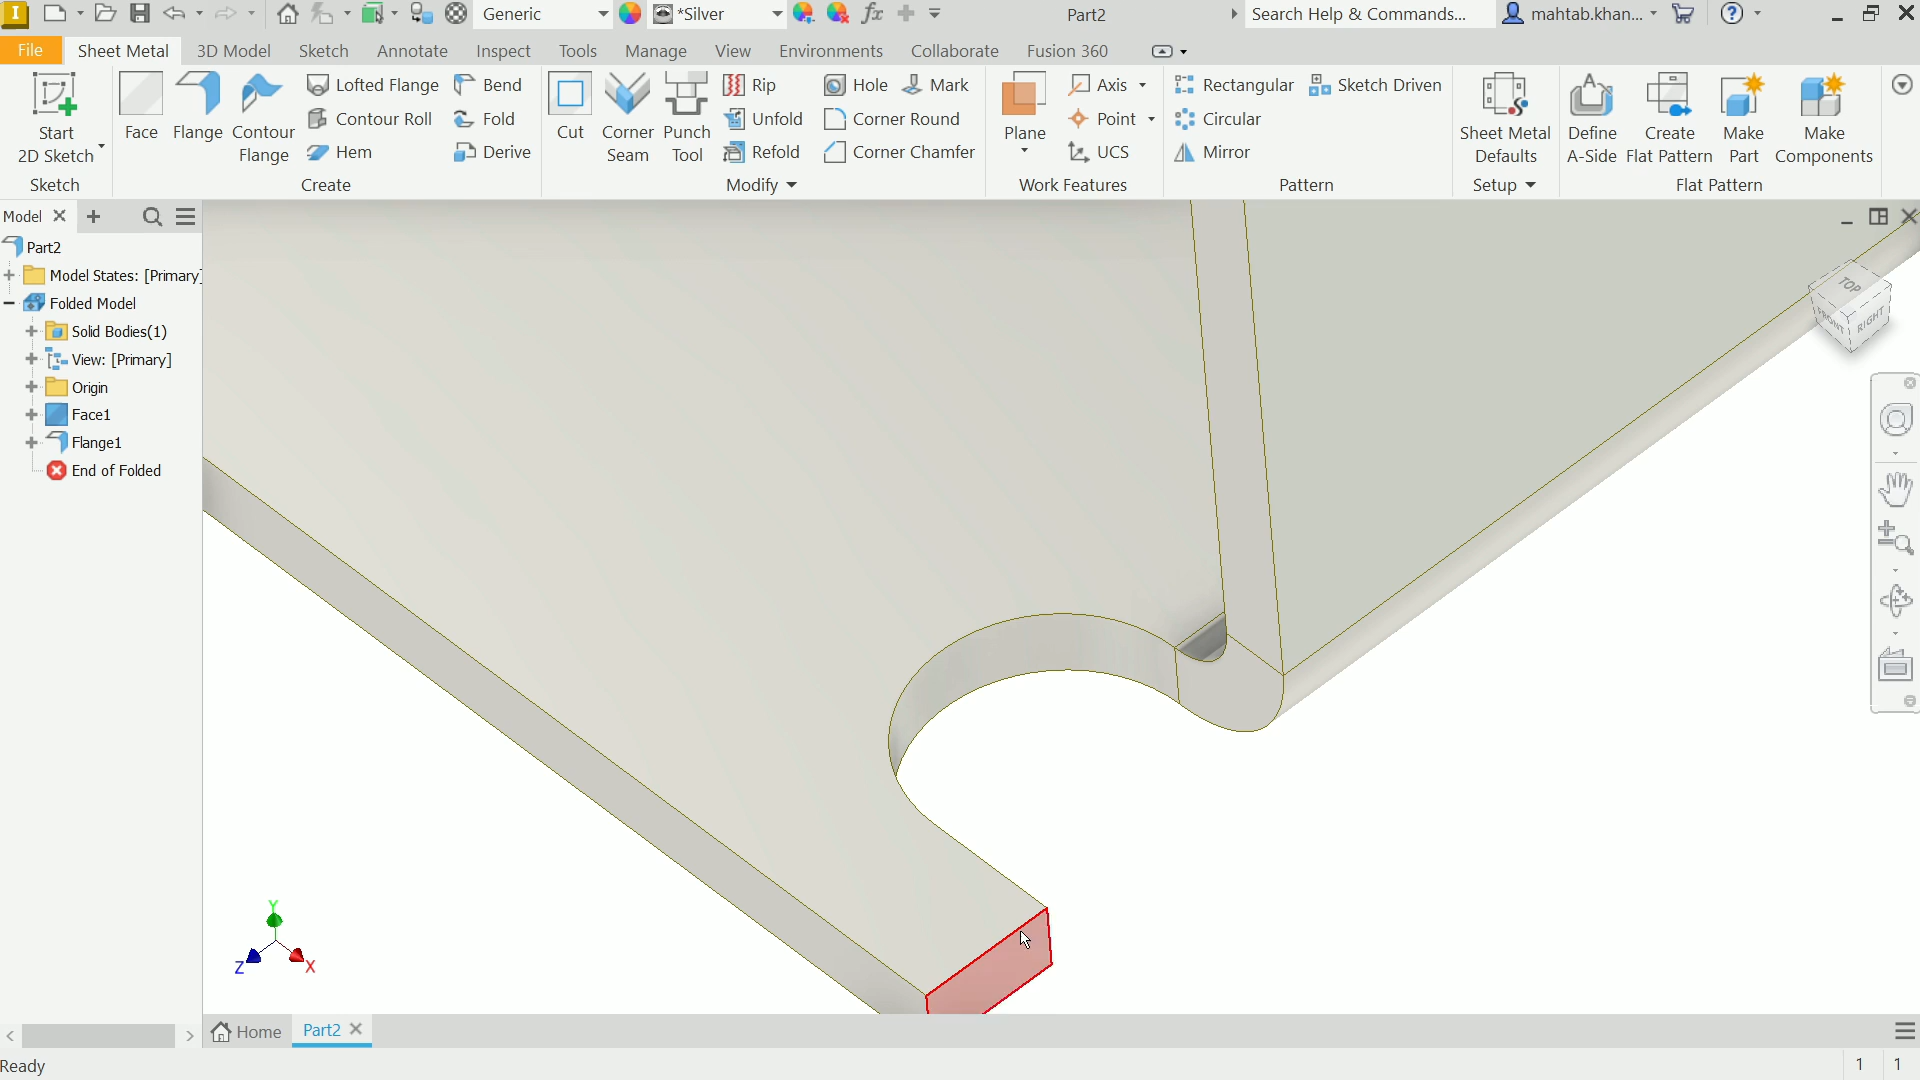 Generic
*Silver
fx
Part2
Search Help & Commands...
mahtab.khan...
File
Sheet Metal
3D Model
Sketch
Annotate
Inspect
Tools
Manage
View
Environments
Collaborate
Fusion 360
Start
2D Sketch
Sketch
Face
Flange
Contour
Flange
Lofted Flange
Contour Roll
Hem
Bend
Fold
Derive
Create
Cut
Corner
Seam
Punch
Tool
Rip
Unfold
Refold
Hole
Mark
Corner Round
Corner Chamfer
Modify
Plane
Axis
Point
UCS
Work Features
Rectangular
Sketch Driven
Circular
Mirror
Pattern
Sheet Metal
Defaults
Setup
Define
A-Side
Create
Flat Pattern
Make
Part
Make
Components
Flat Pattern
Model
Part2
Model States: [Primary]
Folded Model
Solid Bodies(1)
View: [Primary]
Origin
Face1
Flange1
End of Folded
TOP
FRONT
RIGHT
Y
Z
X
Home
Part2
Ready
1
1